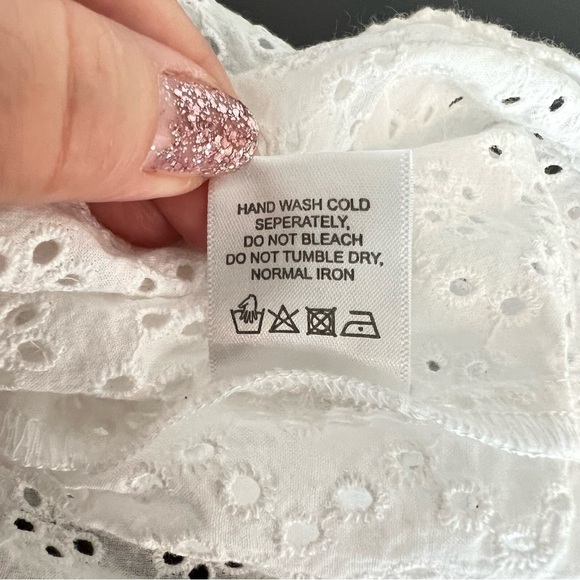 HAND WASH COLD
SEPERATELY,
DO NOT BLEACH
DO NOT TUMBLE DRY,
NORMAL IRON